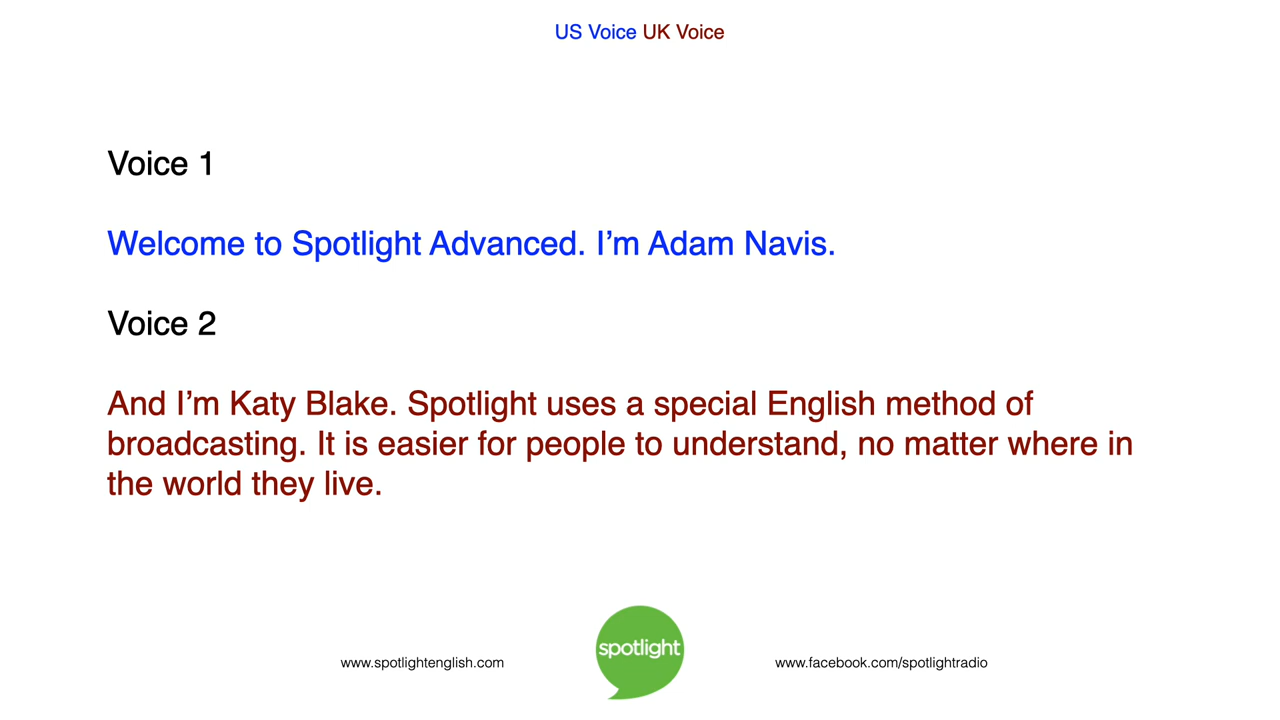 US Voice UK Voice
Voice 1
Welcome to Spotlight Advanced. I’m Adam Navis.
Voice 2
And I’m Katy Blake. Spotlight uses a special English method of
broadcasting. It is easier for people to understand, no matter where in
the world they live.
spotlight
www.spotlightenglish.com
www.facebook.com/spotlightradio